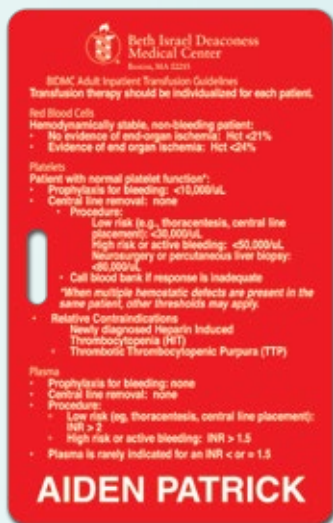 Beth Israel Deaconess
Medical Center
Boston, MA 02215
BIDMC Adult Inpatient Transfusion Guidelines
Transfusion therapy should be individualized for each patient.
Red Blood Cells
Hemodynamically stable, non-bleeding patient:
• No evidence of end-organ ischemia: Hct <21%
• Evidence of end organ ischemia: Hct <24%
Platelets
Patient with normal platelet function*:
• Prophylaxis for bleeding: <10,000/uL
• Central line removal: none
• Procedure:
Low risk (e.g., thoracentesis, central line
placement): <30,000/uL
High risk or active bleeding: <50,000/uL
Neurosurgery or percutaneous liver biopsy:
<80,000/uL
• Call blood bank if response is inadequate
*When multiple hemostatic defects are present in the
same patient, other thresholds may apply.
• Relative Contraindications
Newly diagnosed Heparin Induced
Thrombocytopenia (HIT)
• Thrombotic Thrombocytopenic Purpura (TTP)
Plasma
• Prophylaxis for bleeding: none
• Central line removal: none
• Procedure:
• Low risk (eg, thoracentesis, central line placement):
INR > 2
• High risk or active bleeding: INR > 1.5
• Plasma is rarely indicated for an INR < or = 1.5
AIDEN PATRICK